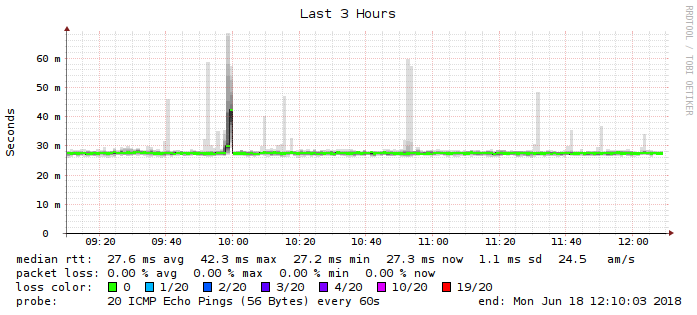 Last 3 Hours
RRDTOOL / TOBI OETIKER
Seconds
60 m
50 m
40 m
30 m
20 m
10 m
0
09:20 09:40 10:00 10:20 10:40 11:00 11:20 11:40 12:00
median rtt: 27.6 ms avg 42.3 ms max 27.2 ms min 27.3 ms now 1.1 ms sd 24.5 am/s
packet loss: 0.00 % avg 0.00 % max 0.00 % min 0.00 % now
loss color: 0 1/20 2/20 3/20 4/20 10/20 19/20
probe: 20 ICMP Echo Pings (56 Bytes) every 60s end: Mon Jun 18 12:10:03 2018